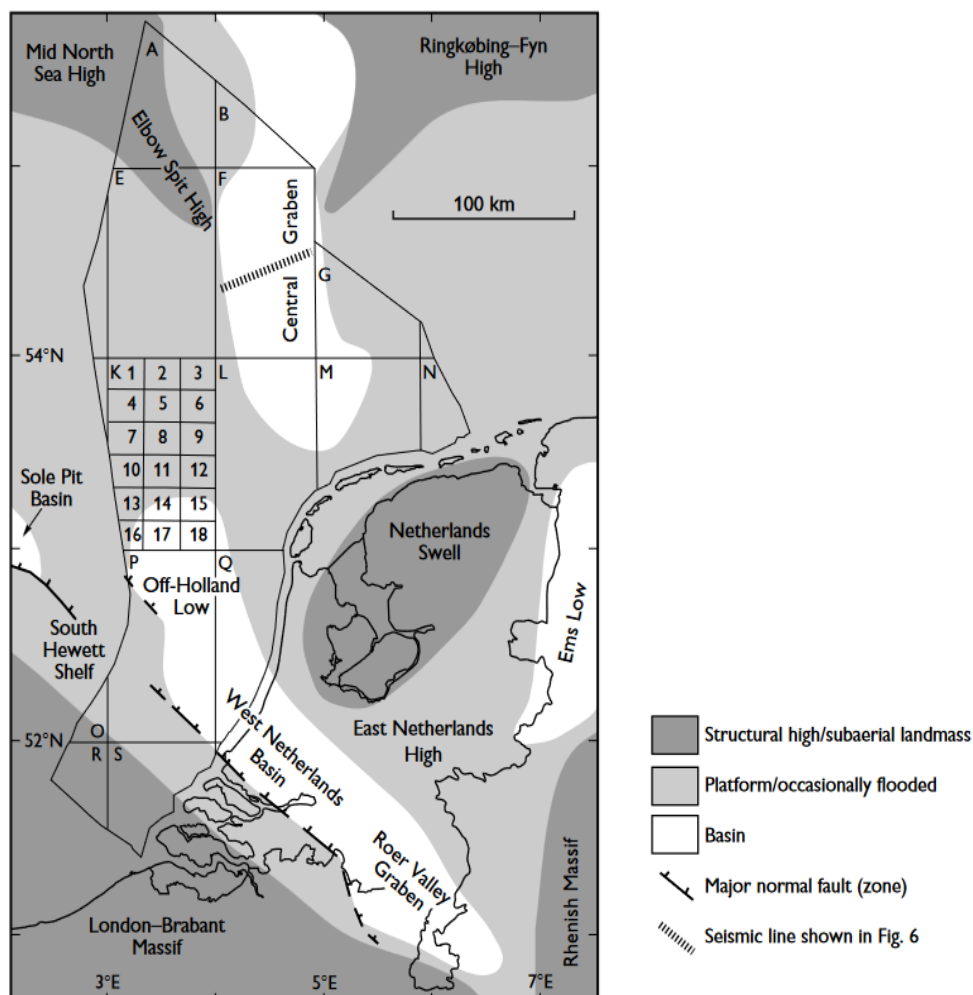 Mid North
Sea High
A
Ringkøbing–Fyn
High
B
Elbow Spit High
E
F
100 km
Central Graben
G
54°N
K 1 2 3
L
M
N
4 5 6
7 8 9
10 11 12
Sole Pit
Basin
13 14 15
16 17 18
Netherlands
Swell
P
Q
Off-Holland
Low
Ems Low
South
Hewett
Shelf
West Netherlands
Basin
East Netherlands
High
52°N
O
R S
Roer Valley
Graben
Rhenish Massif
London–Brabant
Massif
3°E
5°E
7°E
Structural high/subaerial landmass
Platform/occasionally flooded
Basin
Major normal fault (zone)
Seismic line shown in Fig. 6